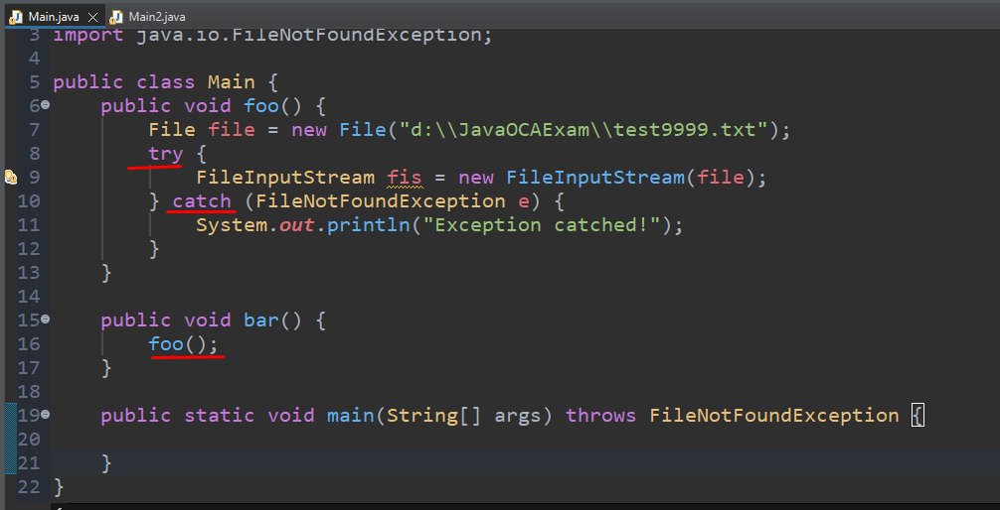 Main.java Main2.java
3 import java.io.FileNotFoundException;
4
5 public class Main {
6 public void foo() {
7 File file = new File("d:\\JavaOCAExam\\test9999.txt");
8 try {
9 FileInputStream fis = new FileInputStream(file);
10 } catch (FileNotFoundException e) {
11 System.out.println("Exception catched!");
12 }
13 }
14
15 public void bar() {
16 foo();
17 }
18
19 public static void main(String[] args) throws FileNotFoundException {
20
21 }
22 }